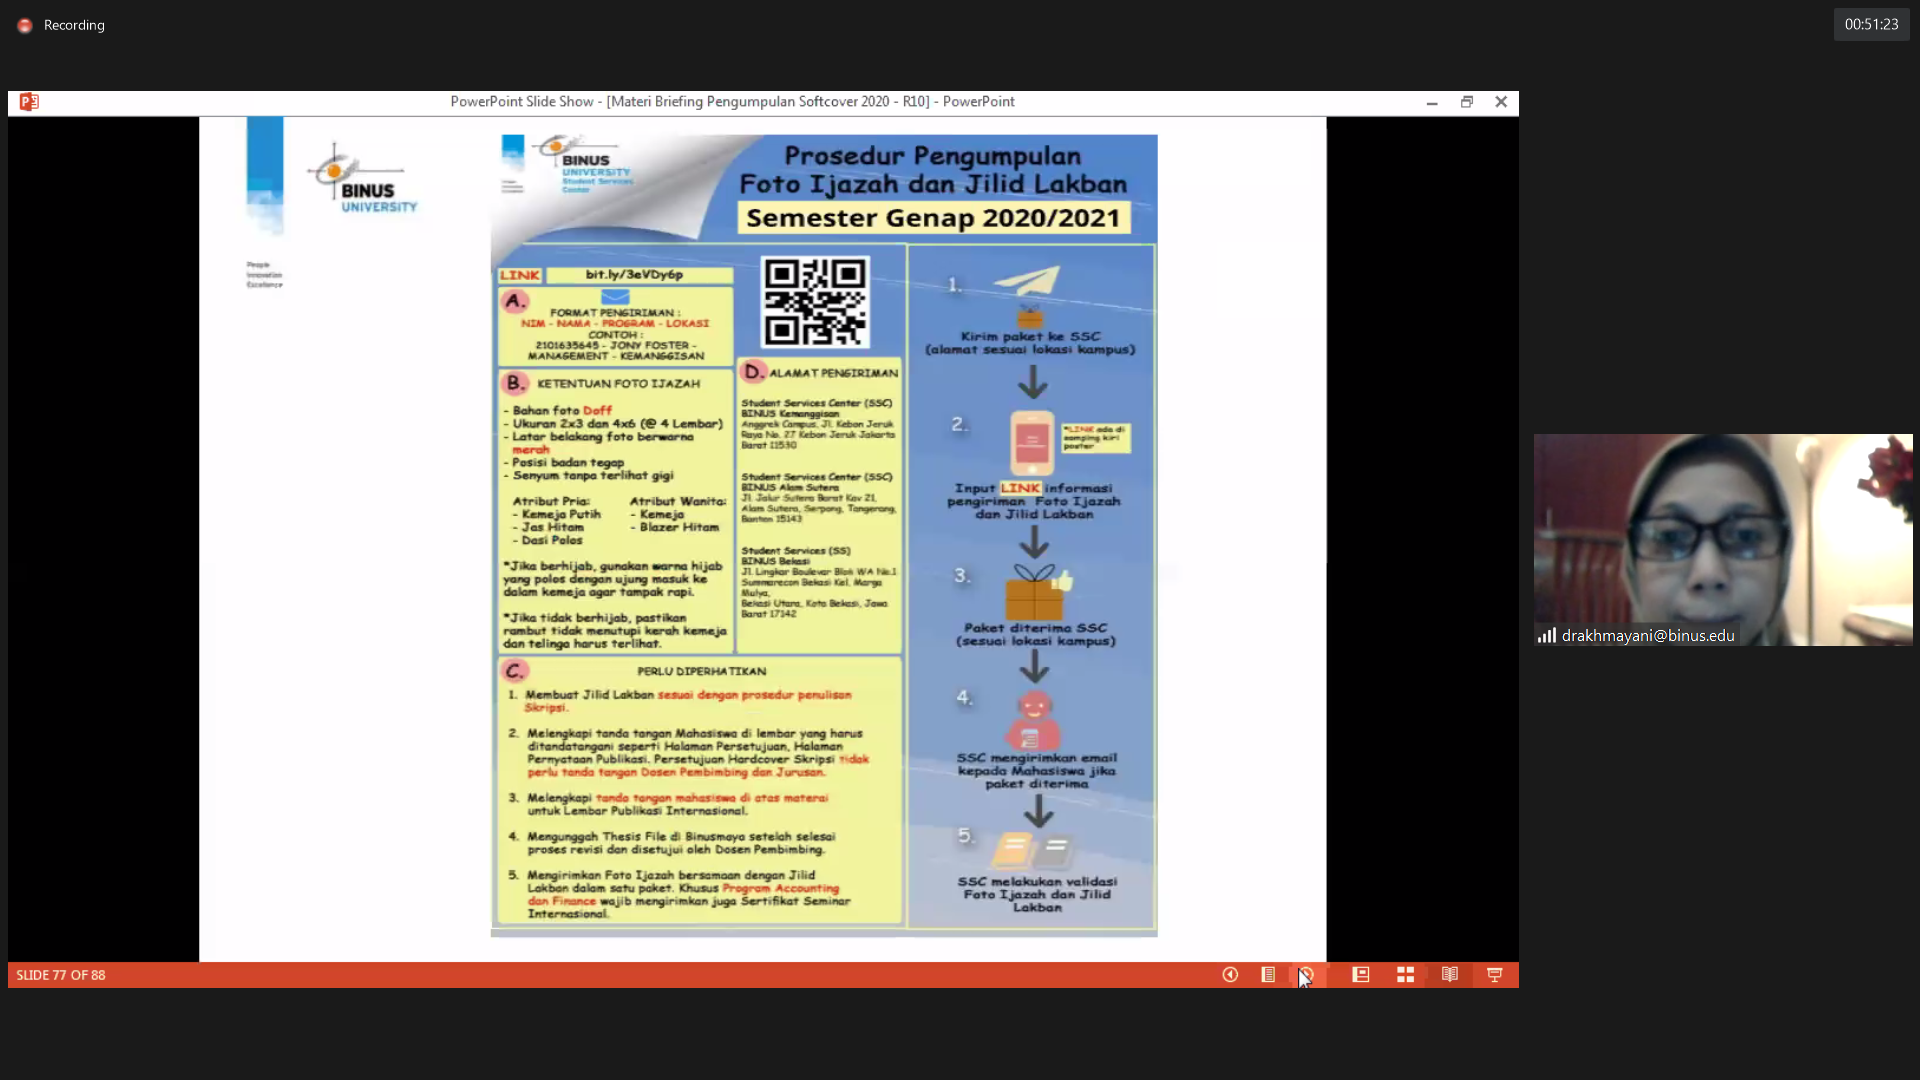 Recording
00:51:23
PowerPoint Slide Show - [Materi Briefing Pengumpulan Softcover 2020 - R10] - PowerPoint
BINUS
UNIVERSITY
People
Innovation
Excellence
BINUS
UNIVERSITY
Student Services
Center
Prosedur Pengumpulan
Foto Ijazah dan Jilid Lakban
Semester Genap 2020/2021
LINK bit.ly/3eVDy6p
A.
FORMAT PENGIRIMAN :
NIM - NAMA - PROGRAM - LOKASI
CONTOH :
2101635645 - JONY FOSTER -
MANAGEMENT - KEMANGGISAN
B. KETENTUAN FOTO IJAZAH
- Bahan foto Doff
- Ukuran 2x3 dan 4x6 (@ 4 Lembar)
- Latar belakang foto berwarna
merah
- Posisi badan tegap
- Senyum tanpa terlihat gigi
Atribut Pria:
- Kemeja Putih
- Jas Hitam
- Dasi Polos
Atribut Wanita:
- Kemeja
- Blazer Hitam
*Jika berhijab, gunakan warna hijab
yang polos dengan ujung masuk ke
dalam kemeja agar tampak rapi.
*Jika tidak berhijab, pastikan
rambut tidak menutupi kerah kemeja
dan telinga harus terlihat.
D. ALAMAT PENGIRIMAN
Student Services Center (SSC)
BINUS Kemanggisan
Anggrek Campus, Jl. Kebon Jeruk
Raya No. 27 Kebon Jeruk Jakarta
Barat 11530
Student Services Center (SSC)
BINUS Alam Sutera
Jl. Jalur Sutera Barat Kav 21,
Alam Sutera, Serpong, Tangerang,
Banten 15143
Student Services (SS)
BINUS Bekasi
Jl. Lingkar Boulevar Blok WA No.1
Summarecon Bekasi Kel. Marga
Mulya,
Bekasi Utara, Kota Bekasi, Jawa
Barat 17142
C. PERLU DIPERHATIKAN
1. Membuat Jilid Lakban sesuai dengan prosedur penulisan
Skripsi.
2. Melengkapi tanda tangan Mahasiswa di lembar yang harus
ditandatangani seperti Halaman Persetujuan, Halaman
Pernyataan Publikasi. Persetujuan Hardcover Skripsi tidak
perlu tanda tangan Dosen Pembimbing dan Jurusan.
3. Melengkapi tanda tangan mahasiswa di atas materai
untuk Lembar Publikasi Internasional.
4. Mengunggah Thesis File di Binusmaya setelah selesai
proses revisi dan disetujui oleh Dosen Pembimbing.
5. Mengirimkan Foto Ijazah bersamaan dengan Jilid
Lakban dalam satu paket. Khusus Program Accounting
dan Finance wajib mengirimkan juga Sertifikat Seminar
Internasional.
1.
Kirim paket ke SSC
(alamat sesuai lokasi kampus)
2.
*LINK ada di
samping kiri
poster
Input LINK informasi
pengiriman Foto Ijazah
dan Jilid Lakban
3.
Paket diterima SSC
(sesuai lokasi kampus)
4.
SSC mengirimkan email
kepada Mahasiswa jika
paket diterima
5.
SSC melakukan validasi
Foto Ijazah dan Jilid
Lakban
drakhmayani@binus.edu
SLIDE 77 OF 88